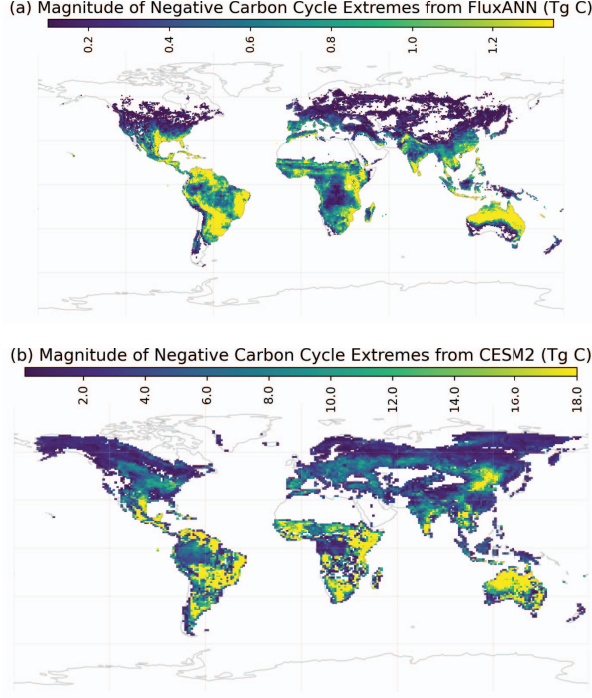 (a) Magnitude of Negative Carbon Cycle Extremes from FluxANN (Tg C)
0.2 0.4 0.6 0.8 1.0 1.2
(b) Magnitude of Negative Carbon Cycle Extremes from CESM2 (Tg C)
2.0 4.0 6.0 8.0 10.0 12.0 14.0 16.0 18.0